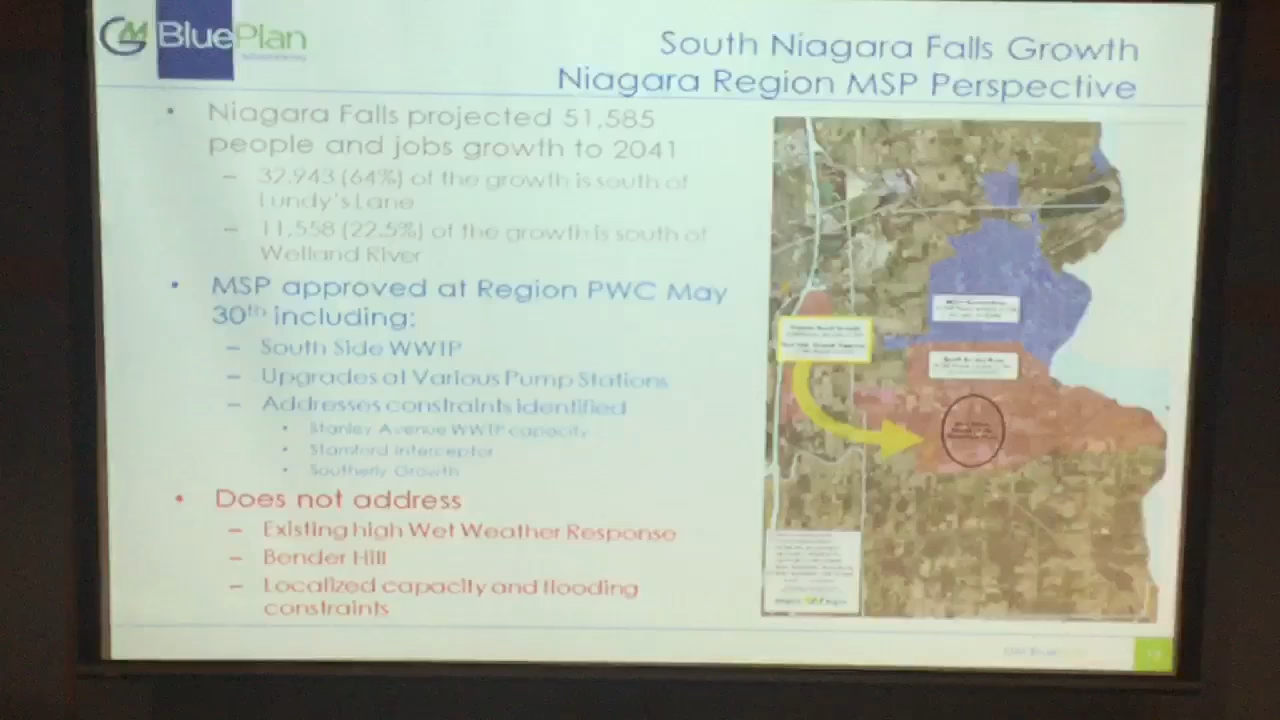 GM BluePlan
South Niagara Falls Growth
Niagara Region MSP Perspective
• Niagara Falls projected 51,585
people and jobs growth to 2041
– 32,943 (64%) of the growth is south of
Lundy's Lane
– 11,558 (22.5%) of the growth is south of
Welland River
• MSP approved at Region PWC May
30th including:
– South Side WWTP
– Upgrades at Various Pump Stations
– Addresses constraints identified
• Stanley Avenue WWTP capacity
• Stamford Interceptor
• Southerly Growth
• Does not address
– Existing high Wet Weather Response
– Bender Hill
– Localized capacity and flooding
constraints